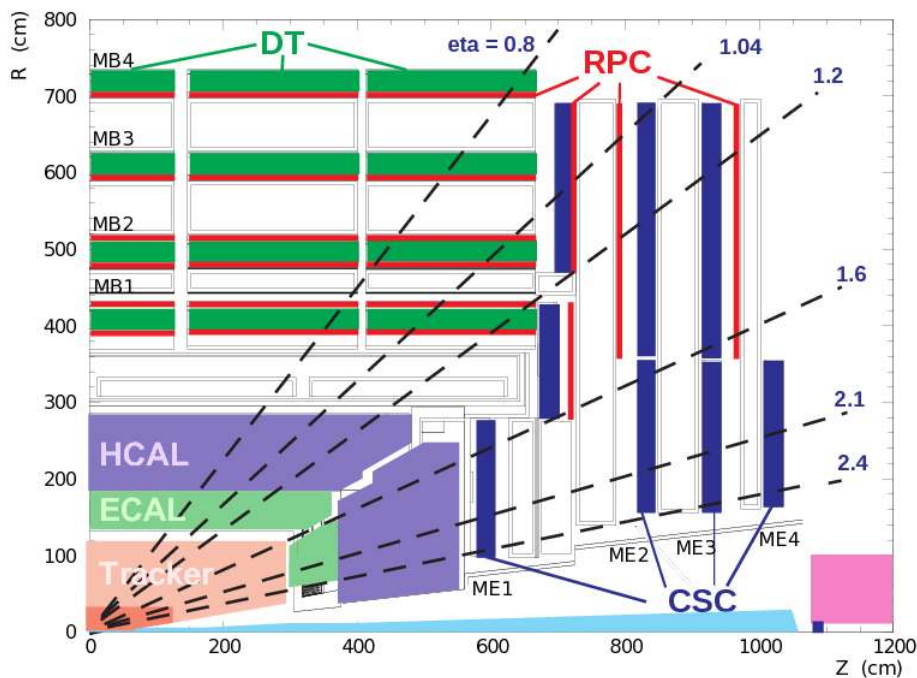 R (cm)
800
700
600
500
400
300
200
100
0
MB4
MB3
MB2
MB1
DT
eta = 0.8
RPC
1.04
1.2
1.6
2.1
2.4
HCAL
ECAL
Tracker
ME1
ME2
ME3
ME4
CSC
0
200
400
600
800
1000
1200
Z (cm)